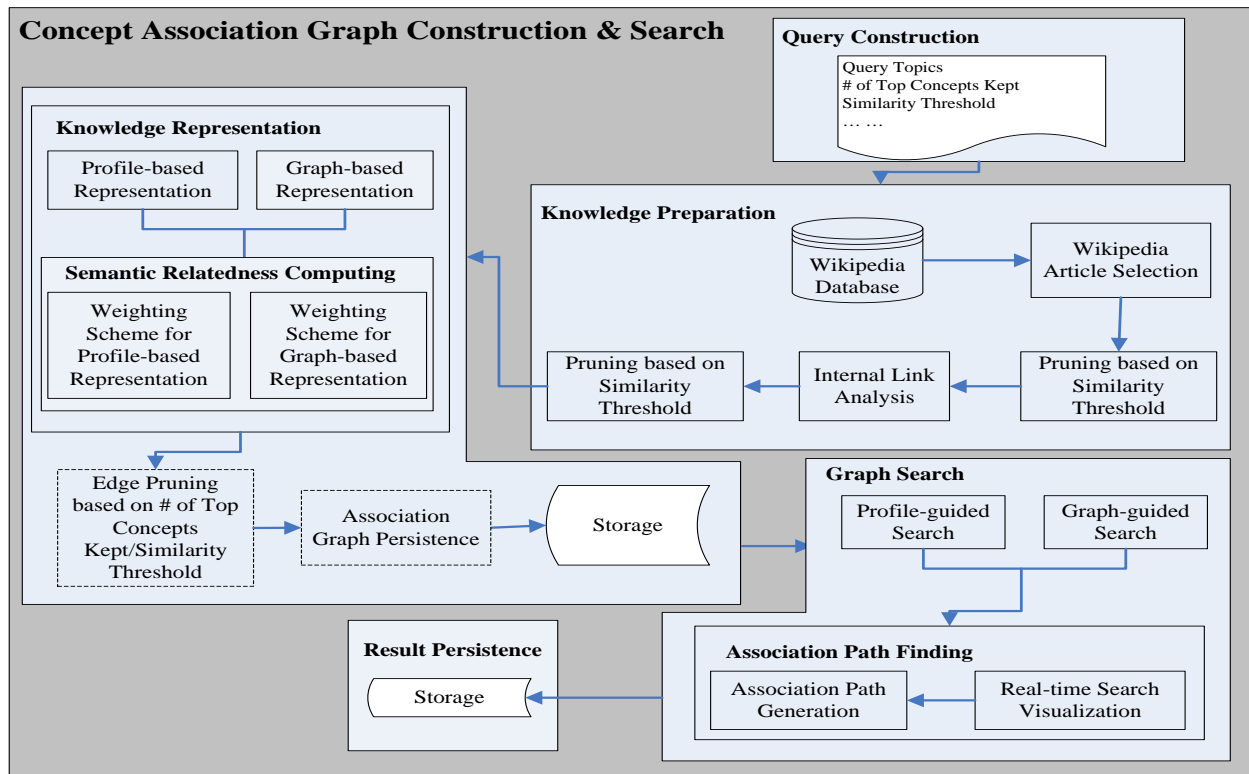 Concept Association Graph Construction & Search
Query Construction
Query Topics
# of Top Concepts Kept
Similarity Threshold
… …
Knowledge Representation
Profile-based
Representation
Graph-based
Representation
Semantic Relatedness Computing
Weighting
Scheme for
Profile-based
Representation
Weighting
Scheme for
Graph-based
Representation
Edge Pruning
based on # of Top
Concepts
Kept/Similarity
Threshold
Association
Graph Persistence
Storage
Knowledge Preparation
Wikipedia
Database
Wikipedia
Article Selection
Pruning based on
Similarity
Threshold
Internal Link
Analysis
Pruning based on
Similarity
Threshold
Graph Search
Profile-guided
Search
Graph-guided
Search
Association Path Finding
Association Path
Generation
Real-time Search
Visualization
Result Persistence
Storage